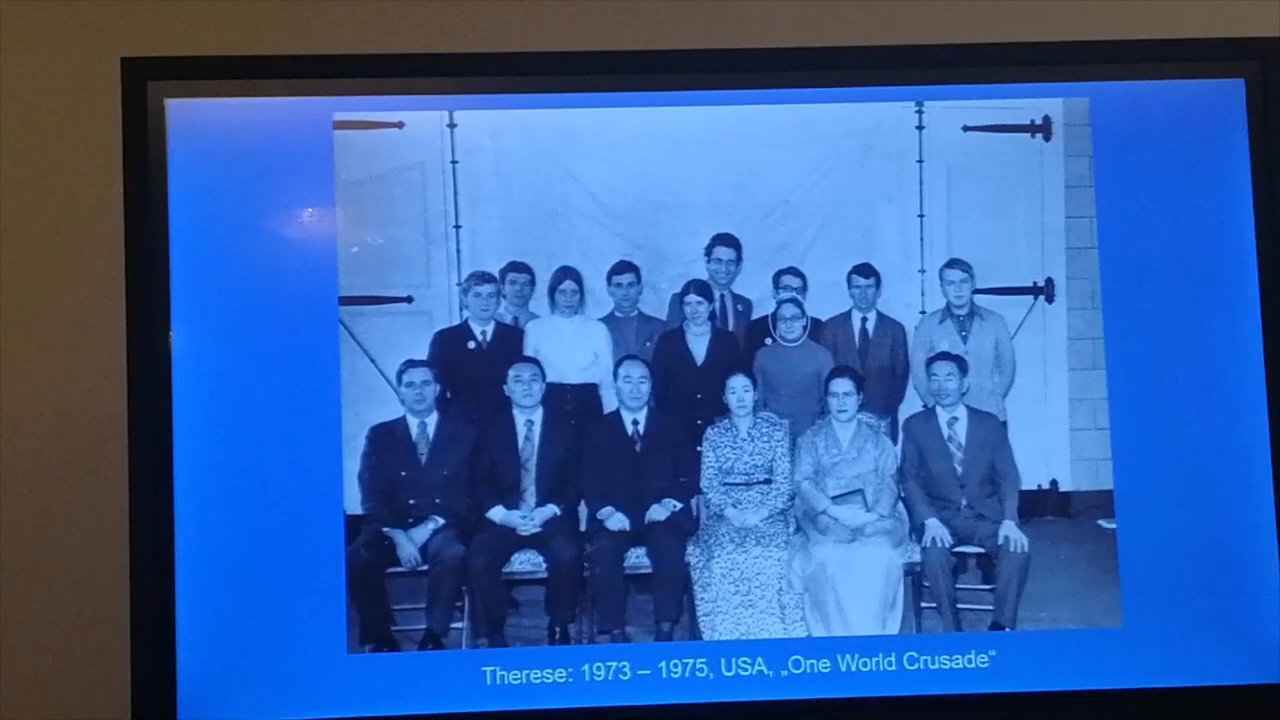 Therese: 1973 – 1975, USA, „One World Crusade“